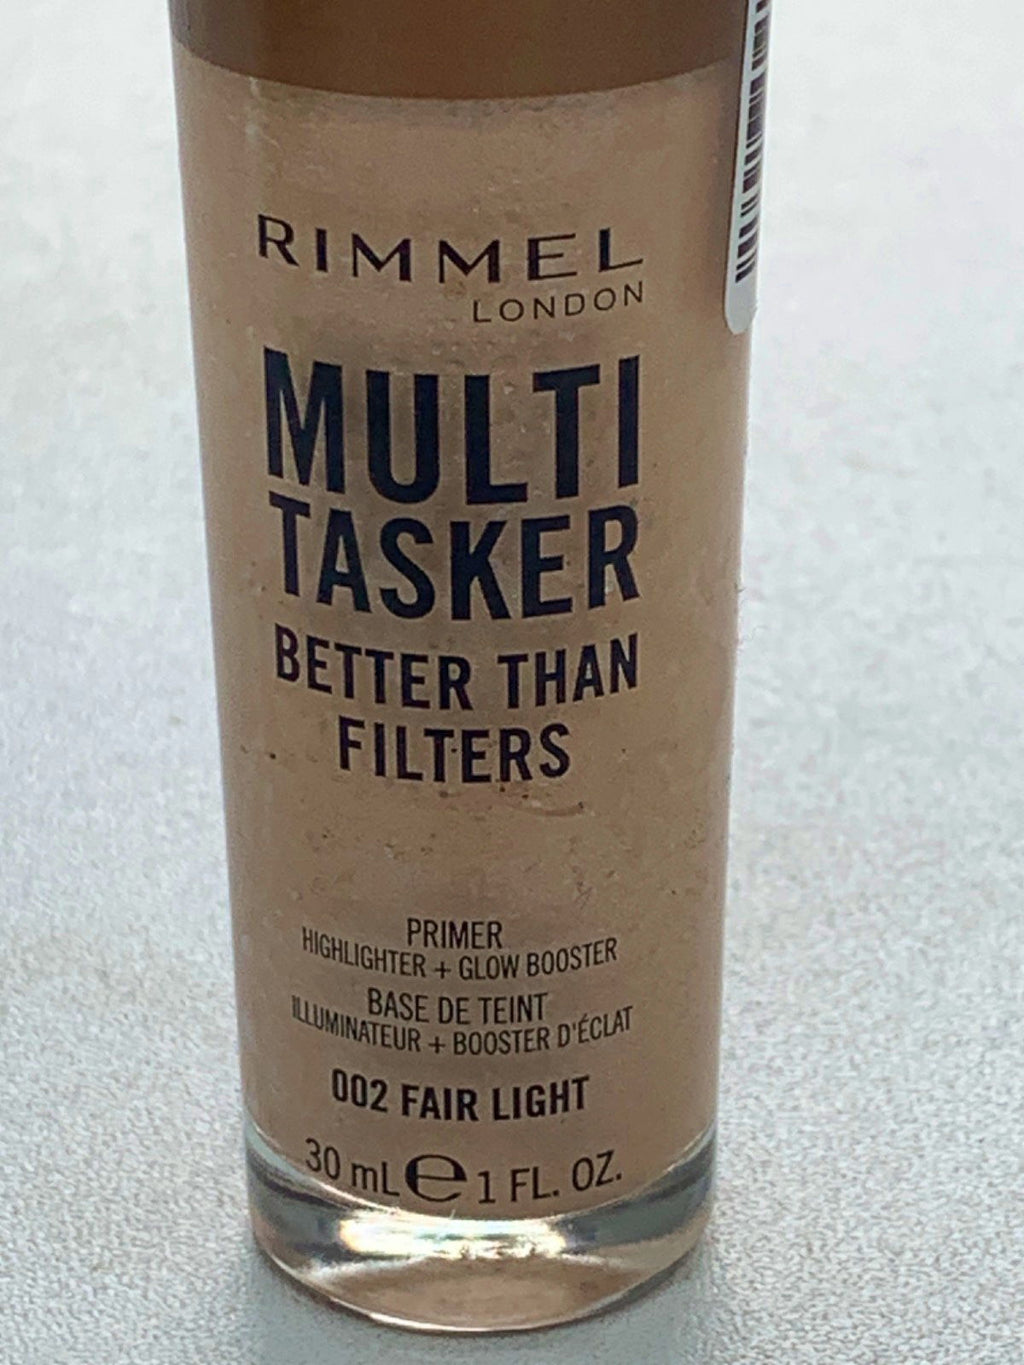 RIMMEL
LONDON
MULTI
TASKER
BETTER THAN
FILTERS
PRIMER
HIGHLIGHTER + GLOW BOOSTER
BASE DE TEINT
ILLUMINATEUR + BOOSTER D'ÉCLAT
002 FAIR LIGHT
30 mL ℮ 1 FL. OZ.